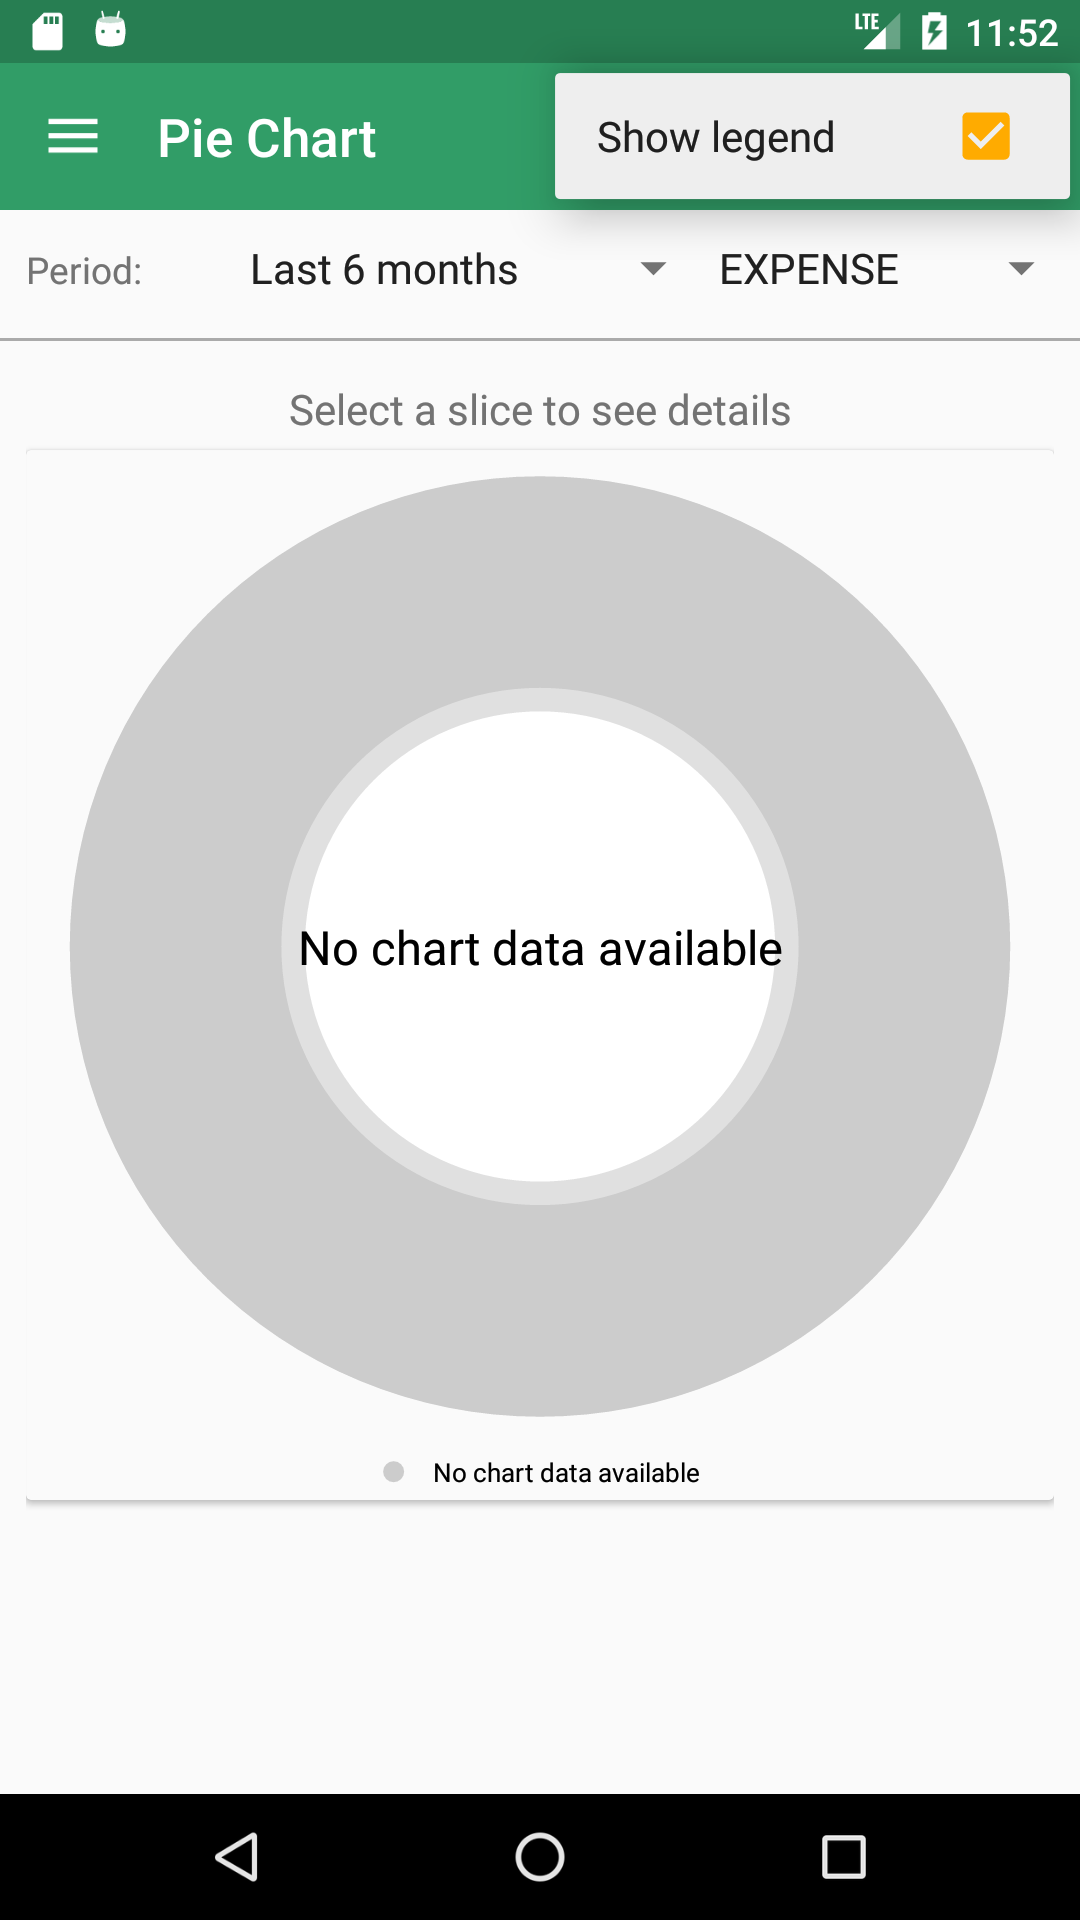 LTE 11:52
Pie Chart
Show legend
Period: Last 6 months EXPENSE
Select a slice to see details
No chart data available
No chart data available